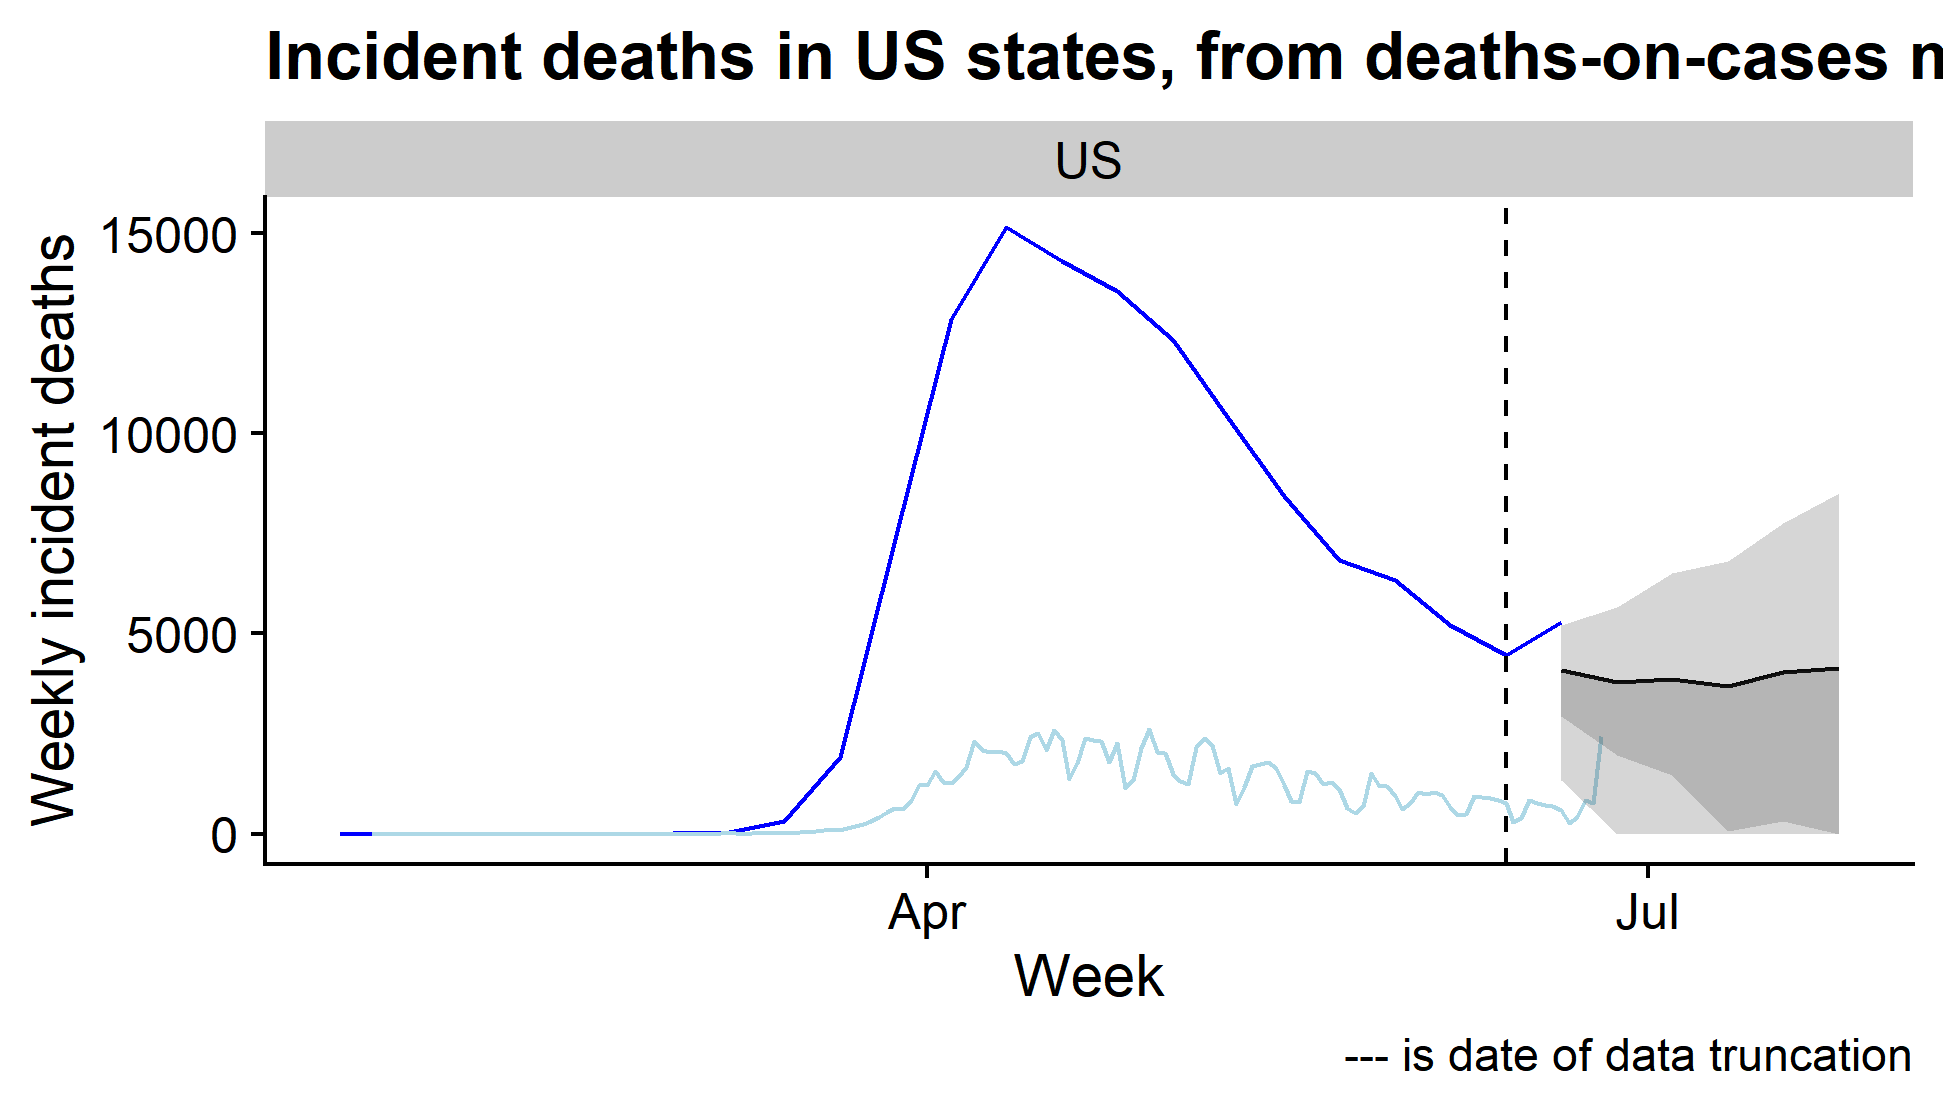 Incident deaths in US states, from deaths-on-cases
US
Weekly incident deaths
15000
10000
5000
0
Apr
Jul
Week
--- is date of data truncation